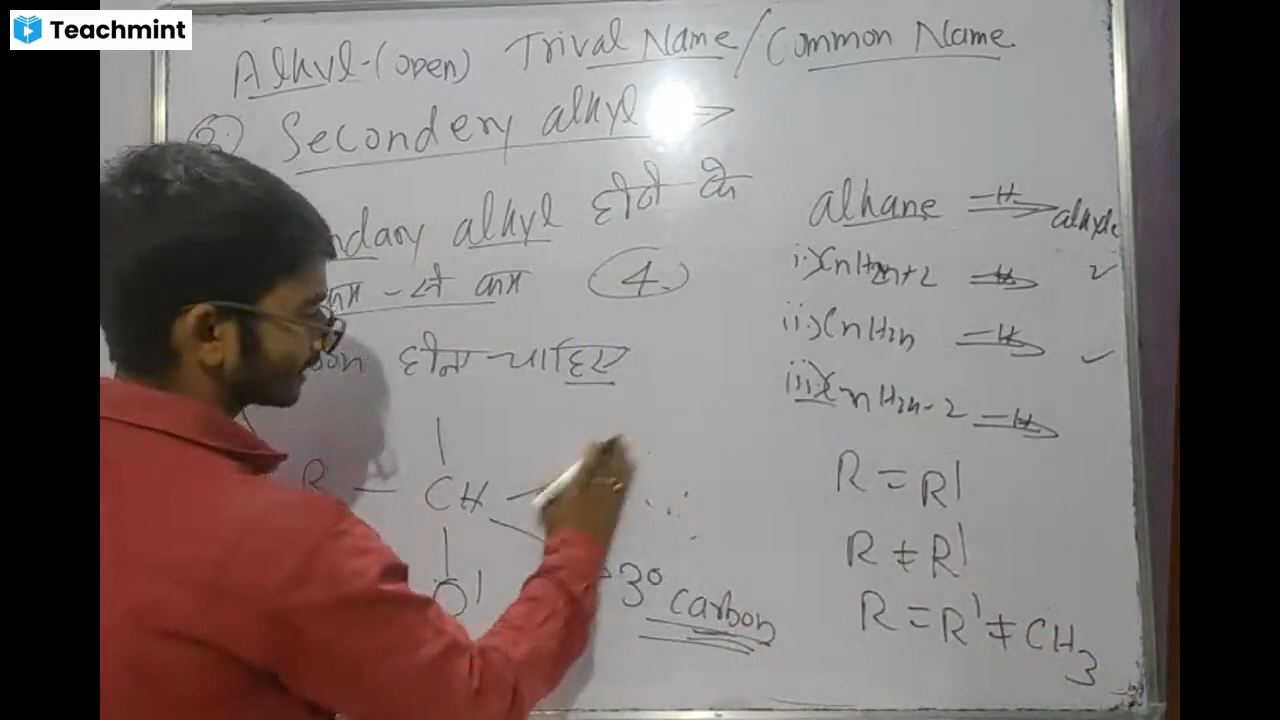 Teachmint
Alkyl-(open) Trival Name/Common Name
2. Secondery alkyl ⇒
ndary alkyl होने के
कम-से कम 4.
bon होना चाहिए
R - CH -
R'
3° carbon
alkane -H→ alkyl
i) CnH2n+2 -H→ ✓
ii) CnH2n -H→ ✓
iii) CnH2n-2 -H→
R = R'
R ≠ R'
R = R' ≠ CH3